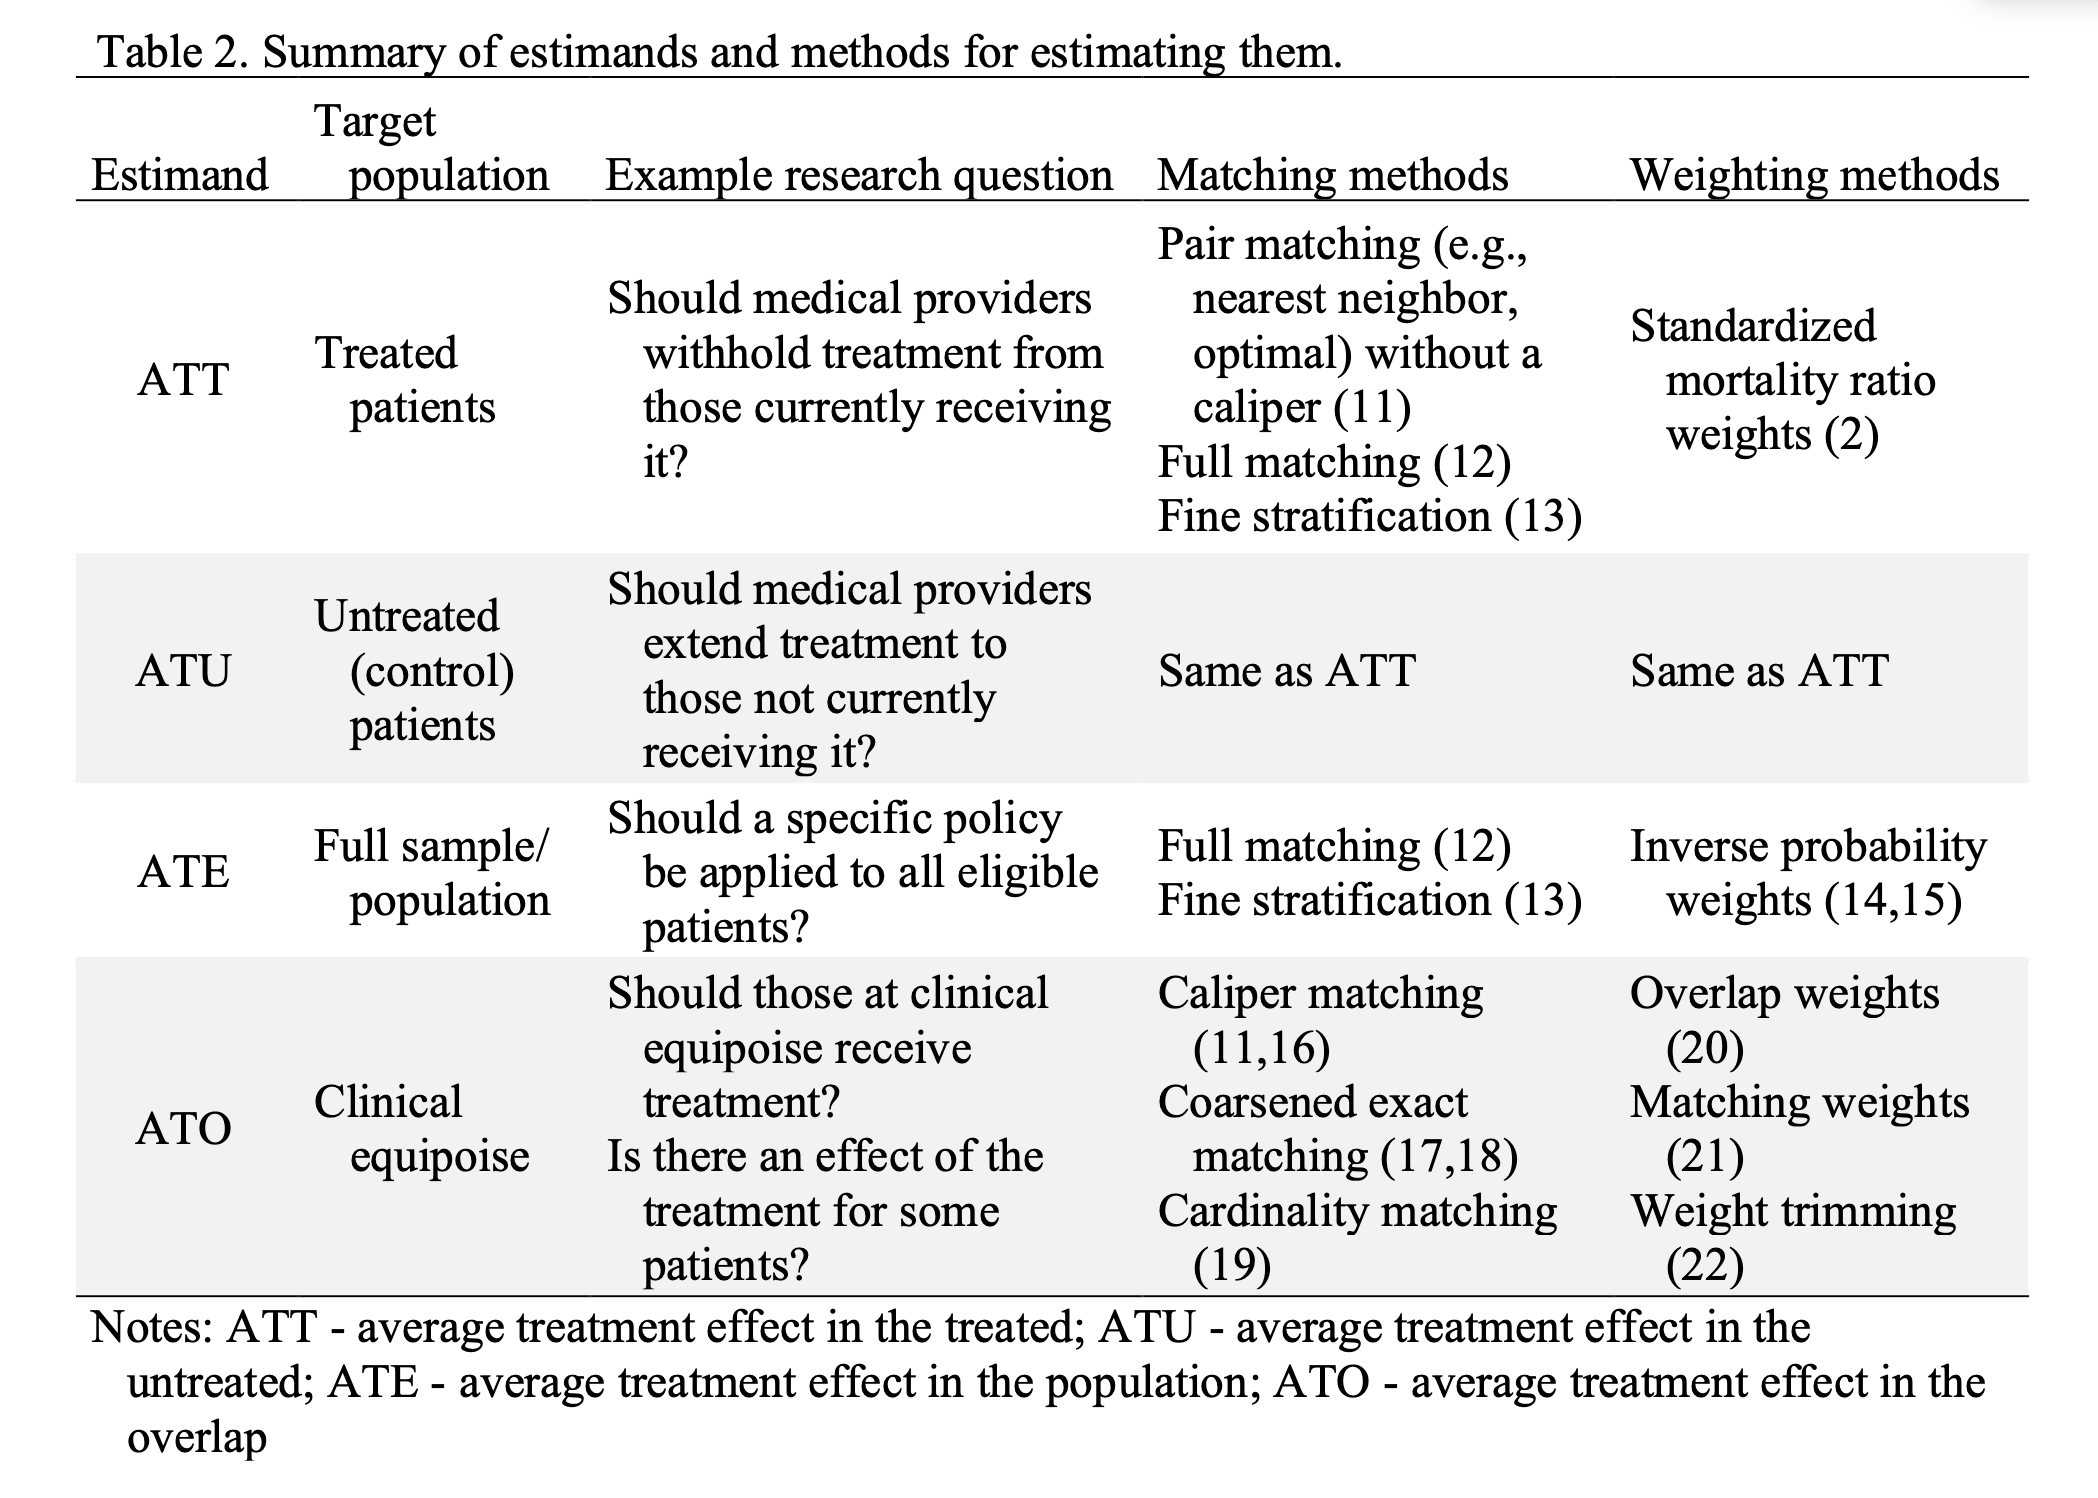 Table 2. Summary of estimands and methods for estimating them.
Estimand
Target
population
Example research question
Matching methods
Weighting methods
ATT
Treated
patients
Should medical providers
withhold treatment from
those currently receiving
it?
Pair matching (e.g.,
nearest neighbor,
optimal) without a
caliper (11)
Full matching (12)
Fine stratification (13)
Standardized
mortality ratio
weights (2)
ATU
Untreated
(control)
patients
Should medical providers
extend treatment to
those not currently
receiving it?
Same as ATT
Same as ATT
ATE
Full sample/
population
Should a specific policy
be applied to all eligible
patients?
Full matching (12)
Fine stratification (13)
Inverse probability
weights (14,15)
ATO
Clinical
equipoise
Should those at clinical
equipoise receive
treatment?
Is there an effect of the
treatment for some
patients?
Caliper matching
(11,16)
Coarsened exact
matching (17,18)
Cardinality matching
(19)
Overlap weights
(20)
Matching weights
(21)
Weight trimming
(22)
Notes: ATT - average treatment effect in the treated; ATU - average treatment effect in the
untreated; ATE - average treatment effect in the population; ATO - average treatment effect in the
overlap